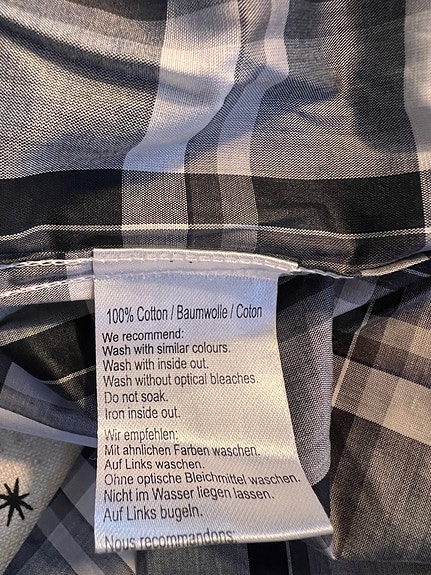 100% Cotton / Baumwolle / Coton
We recommend:
Wash with similar colours.
Wash with inside out.
Wash without optical bleaches.
Do not soak.
Iron inside out.
Wir empfehlen:
Mit ahnlichen Farben waschen.
Auf Links waschen.
Ohne optische Bleichmittel waschen.
Nicht im Wasser liegen lassen.
Auf Links bugeln.
Nous recommandons: